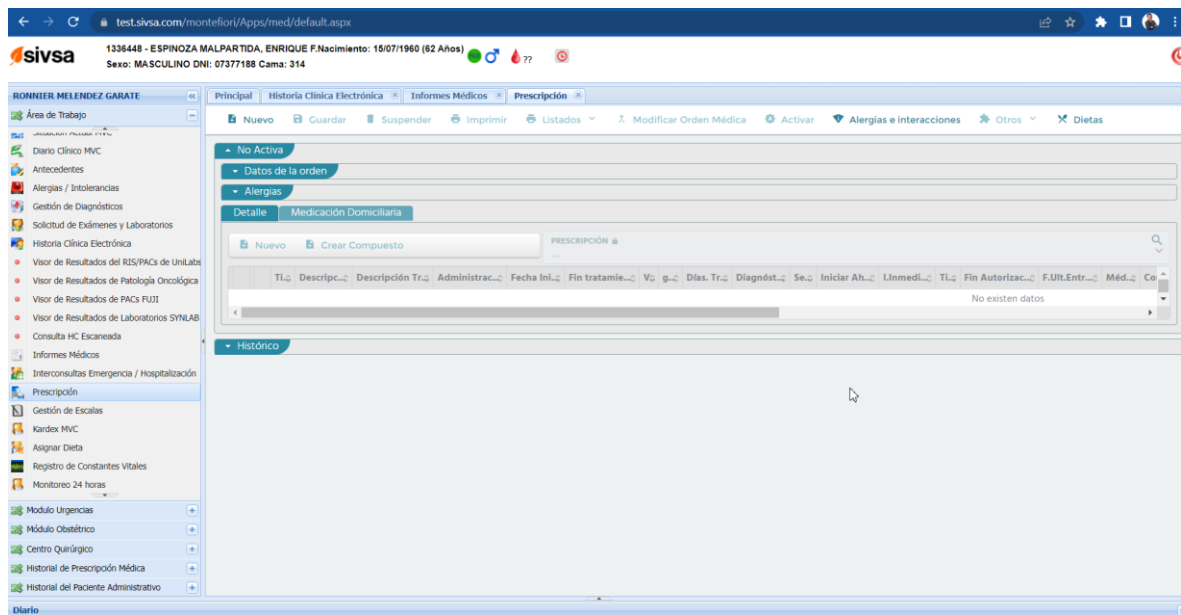 test.sivsa.com/montefiori/Apps/med/default.aspx
sivsa
1336448 - ESPINOZA MALPARTIDA, ENRIQUE F.Nacimiento: 15/07/1960 (62 Años)
Sexo: MASCULINO DNI: 07377188 Cama: 314
??
RONNIER MELENDEZ GARATE
Principal Historia Clínica Electrónica Informes Médicos Prescripción
Área de Trabajo
Nuevo Guardar Suspender Imprimir Listados Modificar Orden Médica Activar Alergias e interacciones Otros Dietas
Situación Actual MVC
Diario Clínico MVC
Antecedentes
Alergias / Intolerancias
Gestión de Diagnósticos
Solicitud de Exámenes y Laboratorios
Historia Clínica Electrónica
Visor de Resultados del RIS/PACs de UniLabs
Visor de Resultados de Patología Oncológica
Visor de Resultados de PACs FUJI
Visor de Resultados de Laboratorios SYNLAB
Consulta HC Escaneada
Informes Médicos
Interconsultas Emergencia / Hospitalización
Prescripción
Gestión de Escalas
Kardex MVC
Asignar Dieta
Registro de Constantes Vitales
Monitoreo 24 horas
Modulo Urgencias
Módulo Obstétrico
Centro Quirúrgico
Historial de Prescripción Médica
Historial del Paciente Administrativo
Diario
No Activa
Datos de la orden
Alergias
Detalle Medicación Domiciliaria
Nuevo Crear Compuesto
PRESCRIPCIÓN
...
Ti... Descripc... Descripción Tr... Administrac... Fecha Ini... Fin tratamie... V... g... Días. Tr... Diagnóst... Se... Iniciar Ah... I.Inmedi... Ti... Fin Autorizac... F.Ult.Entr... Méd... Co
No existen datos
Histórico